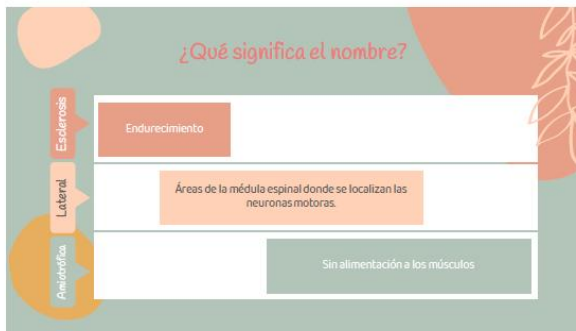 ¿Qué significa el nombre?
Esclerosis
Endurecimiento
Lateral
Áreas de la médula espinal donde se localizan las
neuronas motoras.
Amiotrófica
Sin alimentación a los músculos